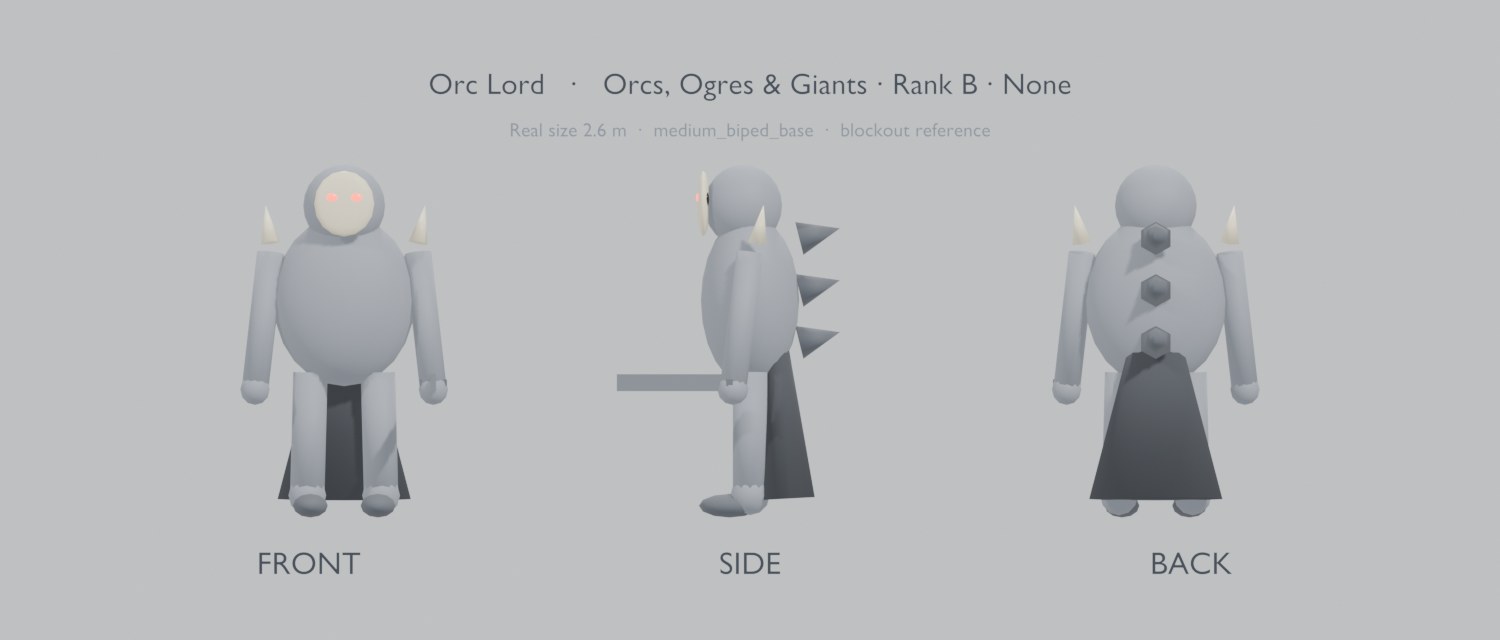 Orc Lord · Orcs, Ogres & Giants · Rank B · None
Real size 2.6 m · medium_biped_base · blockout reference
FRONT SIDE BACK